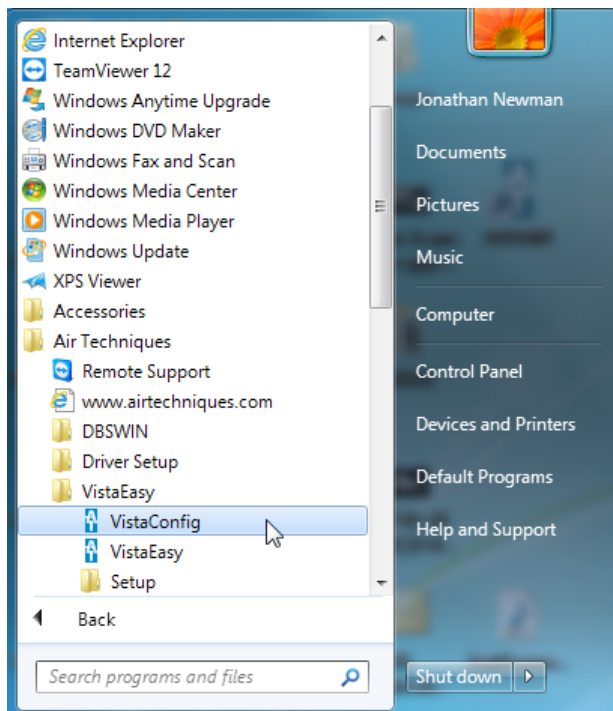 Internet Explorer
TeamViewer 12
Windows Anytime Upgrade
Windows DVD Maker
Windows Fax and Scan
Windows Media Center
Windows Media Player
Windows Update
XPS Viewer
Accessories
Air Techniques
Remote Support
www.airtechniques.com
DBSWIN
Driver Setup
VistaEasy
VistaConfig
VistaEasy
Setup
Back
Search programs and files
Jonathan Newman
Documents
Pictures
Music
Computer
Control Panel
Devices and Printers
Default Programs
Help and Support
Shut down